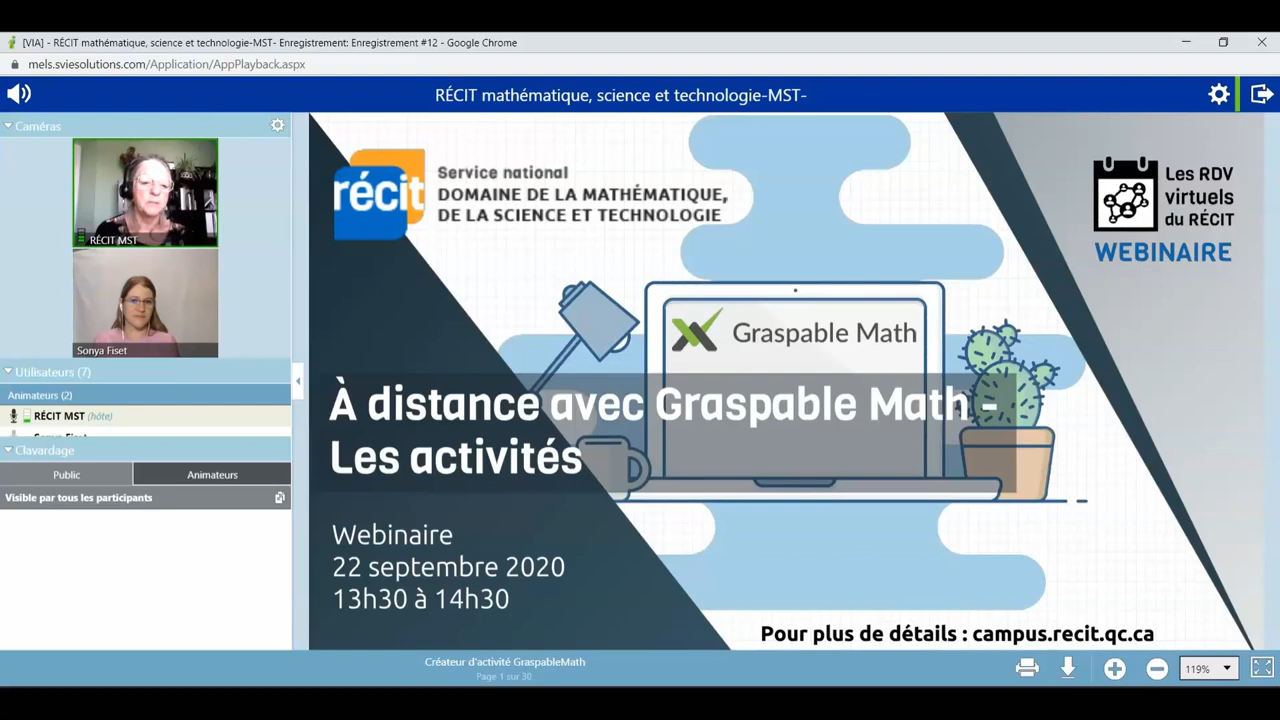 [VIA] - RÉCIT mathématique, science et technologie-MST- Enregistrement: Enregistrement #12 - Google Chrome
mels.sviesolutions.com/Application/AppPlayback.aspx
RÉCIT mathématique, science et technologie-MST-
Caméras
RÉCIT MST
Sonya Fiset
Utilisateurs (7)
Animateurs (2)
RÉCIT MST (hôte)
Sonya Fiset
Clavardage
Public
Animateurs
Visible par tous les participants
récit
Service national
DOMAINE DE LA MATHÉMATIQUE,
DE LA SCIENCE ET TECHNOLOGIE
Les RDV
virtuels
du RÉCIT
WEBINAIRE
Graspable Math
À distance avec Graspable Math -
Les activités
Webinaire
22 septembre 2020
13h30 à 14h30
Pour plus de détails : campus.recit.qc.ca
Créateur d'activité GraspableMath
Page 1 sur 30
119%